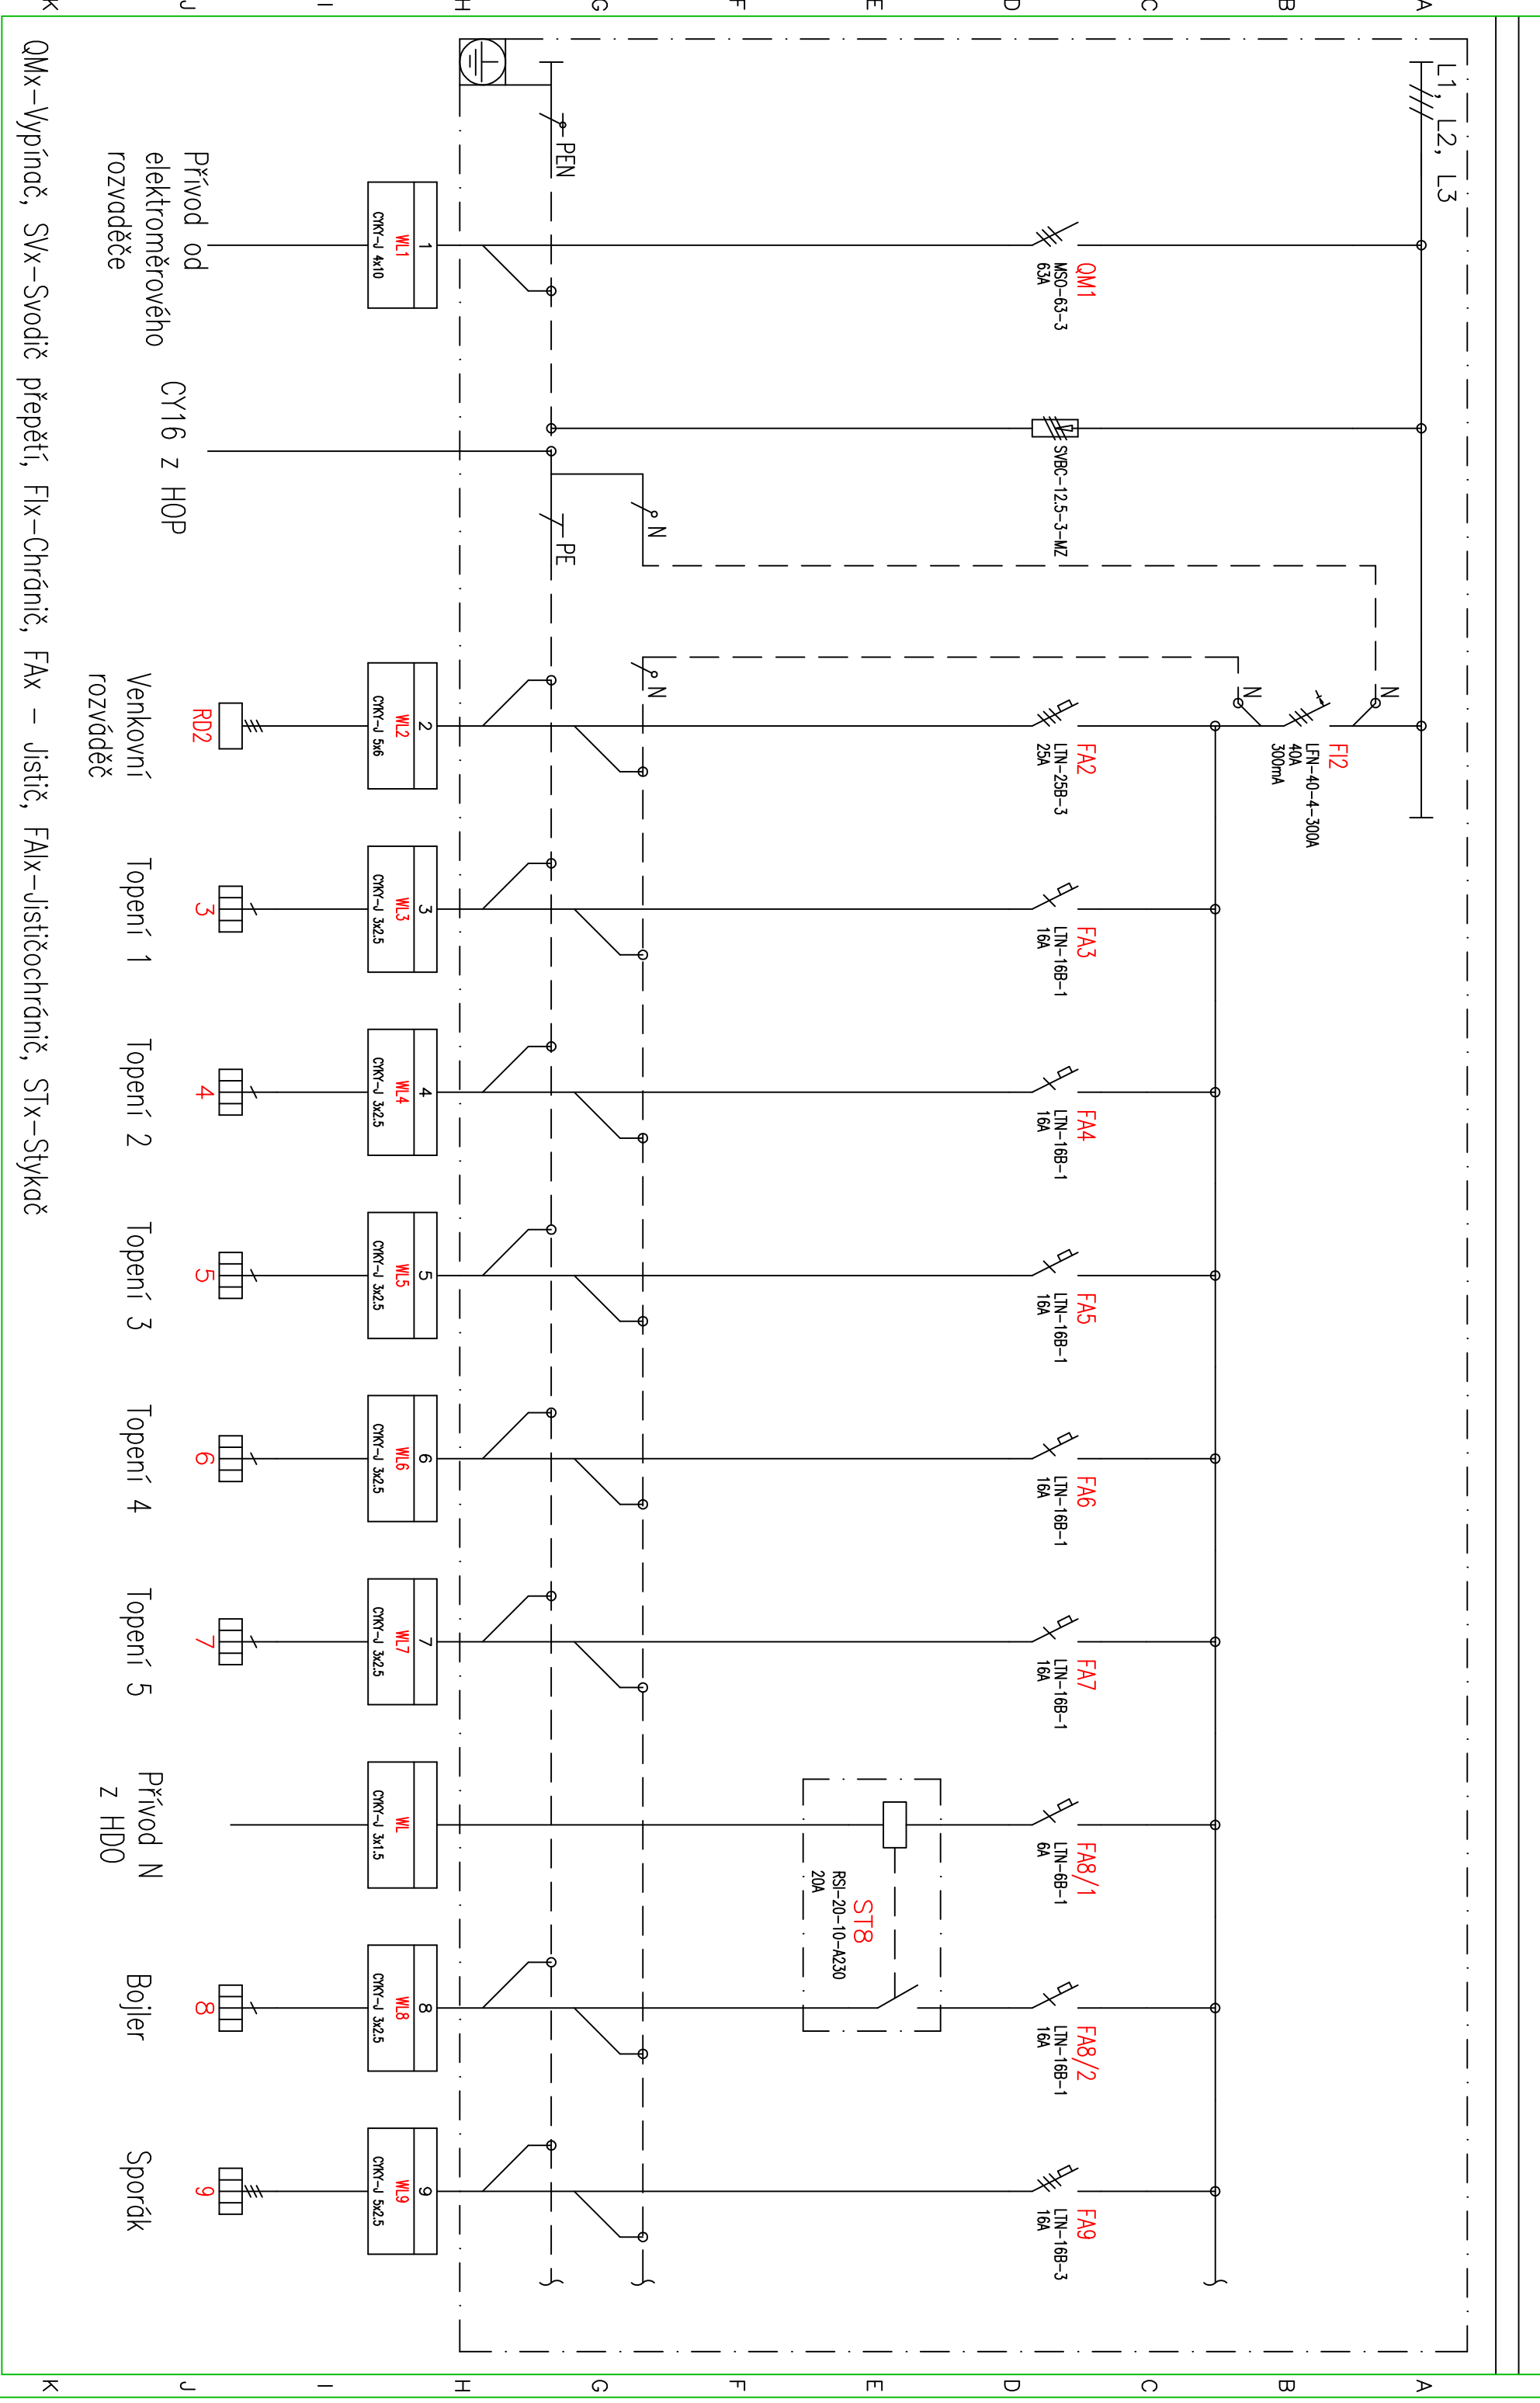 A
B
C
D
E
F
G
H
I
J
K
L1, L2, L3
PEN
QM1
MSO-63-3
63A
1
WL1
CYKY-J 4x10
Přívod od
elektroměrového
rozvaděče
SVBC-12.5-3-MZ
N
PE
CY16 z HOP
N
FI2
LFN-40-4-300A
40A
300mA
N
N
FA2
LTN-25B-3
25A
2
WL2
CYKY-J 5x6
RD2
Venkovní
rozváděč
FA3
LTN-16B-1
16A
3
WL3
CYKY-J 3x2.5
3
Topení 1
FA4
LTN-16B-1
16A
4
WL4
CYKY-J 3x2.5
4
Topení 2
FA5
LTN-16B-1
16A
5
WL5
CYKY-J 3x2.5
5
Topení 3
FA6
LTN-16B-1
16A
6
WL6
CYKY-J 3x2.5
6
Topení 4
FA7
LTN-16B-1
16A
7
WL7
CYKY-J 3x2.5
7
Topení 5
FA8/1
LTN-6B-1
6A
ST8
RSI-20-10-A230
20A
WL
CYKY-J 3x1.5
Přívod N
z HDO
FA8/2
LTN-16B-1
16A
8
WL8
CYKY-J 3x2.5
8
Bojler
FA9
LTN-16B-3
16A
9
WL9
CYKY-J 5x2.5
9
Sporák
QMx-Vypínač, SVx-Svodič přepětí, FIx-Chránič, FAx - Jistič, FAIx-Jističochránič, STx-Stykač
A
B
C
D
E
F
G
H
I
J
K